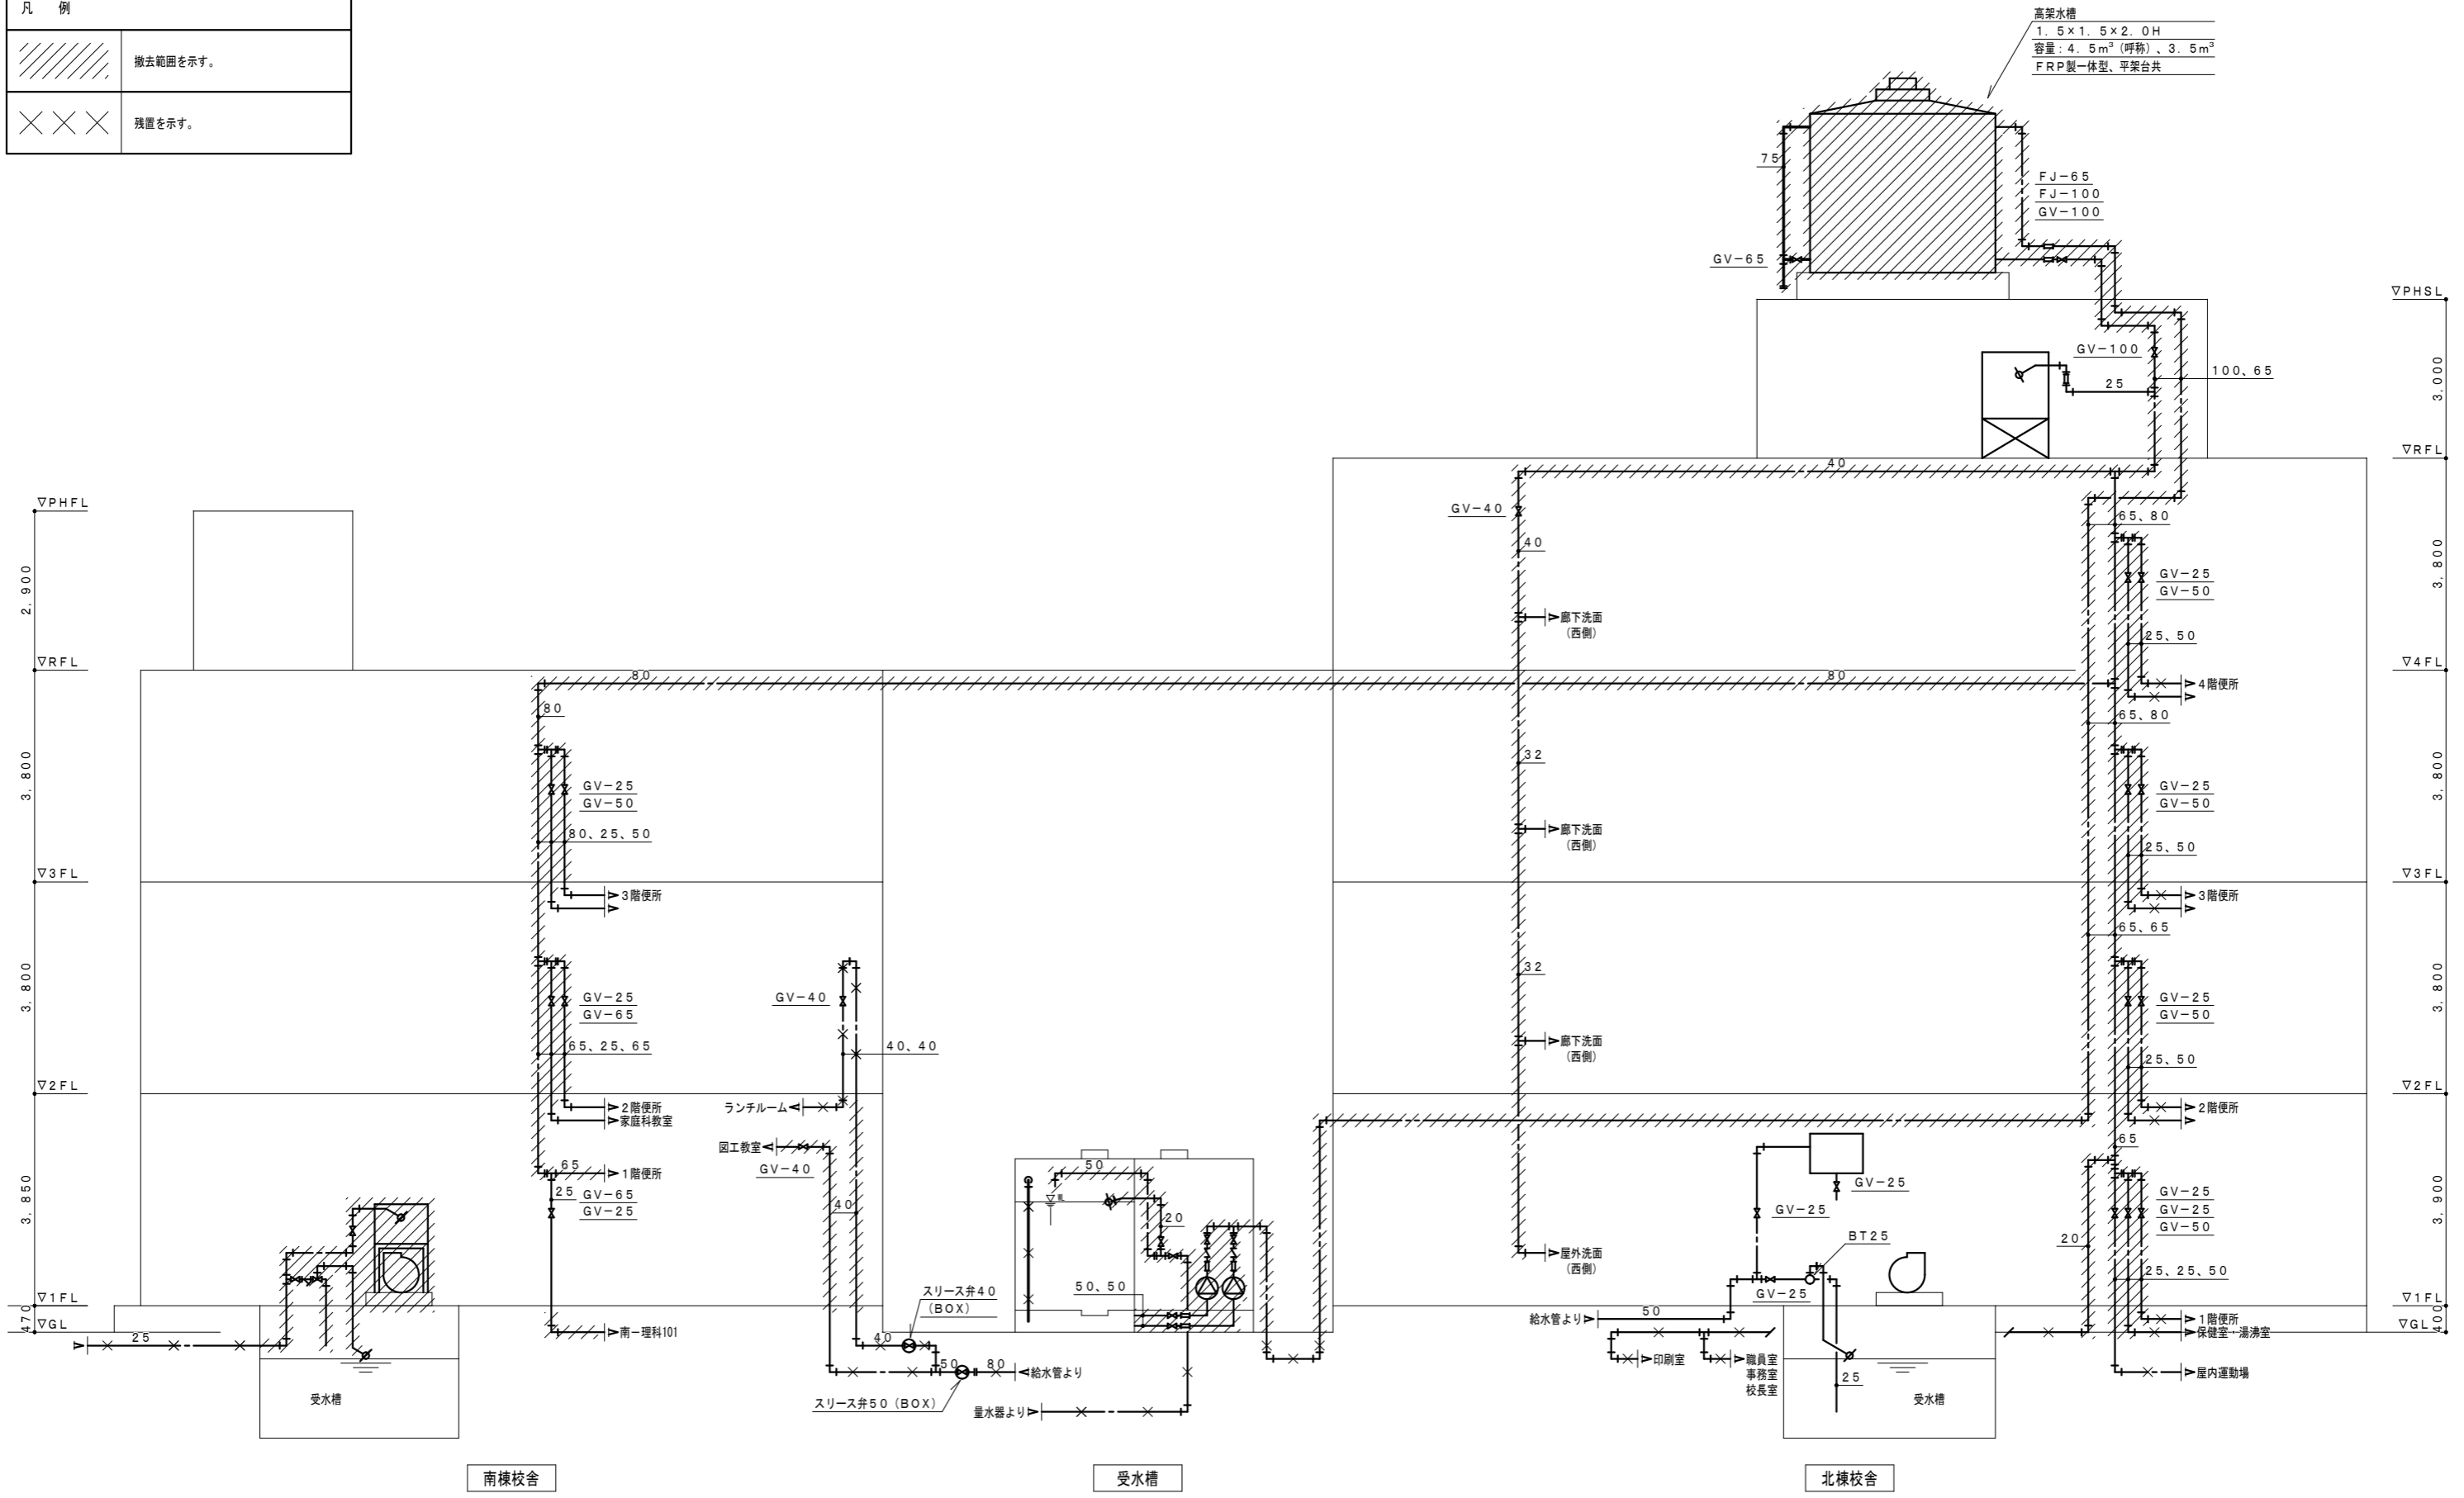 凡 例
撤去範囲を示す。
残置を示す。
高架水槽
1.5×1.5×2.0H
容量:4.5m³(呼称)、3.5m³
FRP製一体型、平架台共
75
FJ-65
FJ-100
GV-100
GV-65
▽PHSL
▽PHSL
GV-100
100、65
25
3,000
▽RFL
40
▽PHFL
GV-40
65、80
40
2,900
GV-25
GV-50
3,800
廊下洗面
(西側)
25、50
▽RFL
80
80
4階便所
▽4FL
80
65、80
32
3,800
GV-25
GV-50
GV-25
GV-50
3,800
80、25、50
廊下洗面
(西側)
25、50
▽3FL
3階便所
3階便所
▽3FL
65、65
32
3,800
GV-25
GV-65
GV-40
GV-25
GV-50
3,800
65、25、65
40、40
廊下洗面
(西側)
25、50
▽2FL
2階便所
家庭科教室
ランチルーム
2階便所
▽2FL
図工教室
GV-40
65
65
1階便所
50
25
GV-65
GV-25
WL
GV-25
GV-25
GV-25
GV-25
GV-50
3,850
40
20
BT25
3,900
屋外洗面
(西側)
20
50、50
GV-25
25、25、50
スリース弁40
(BOX)
▽1FL
470
▽GL
25
南一理科101
40
給水管より
50
1階便所
保健室・湯沸室
▽1FL
400
▽GL
50
80
給水管より
印刷室
職員室
事務室
校長室
25
屋内運動場
受水槽
スリース弁50(BOX)
量水器より
受水槽
南棟校舎
受水槽
北棟校舎